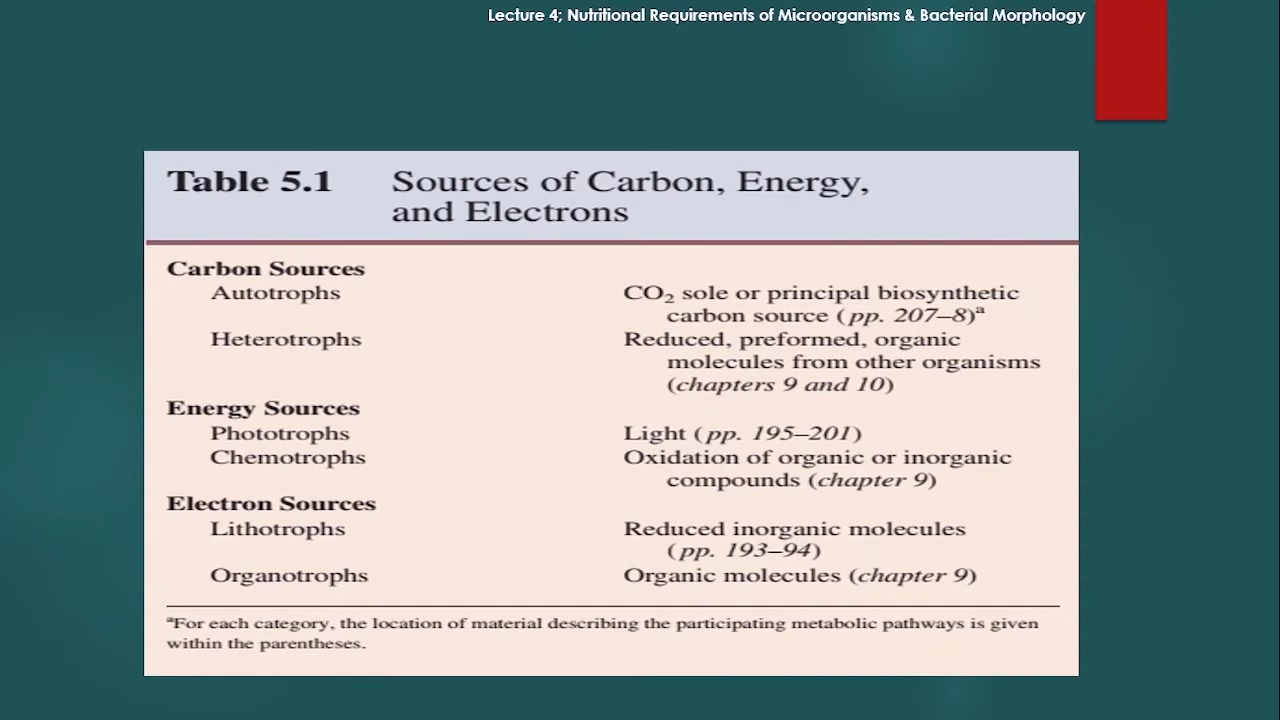 Lecture 4; Nutritional Requirements of Microorganisms & Bacterial Morphology
Table 5.1 Sources of Carbon, Energy,
and Electrons
Carbon Sources
Autotrophs CO₂ sole or principal biosynthetic
carbon source (pp. 207–8)ᵃ
Heterotrophs Reduced, preformed, organic
molecules from other organisms
(chapters 9 and 10)
Energy Sources
Phototrophs Light (pp. 195–201)
Chemotrophs Oxidation of organic or inorganic
compounds (chapter 9)
Electron Sources
Lithotrophs Reduced inorganic molecules
(pp. 193–94)
Organotrophs Organic molecules (chapter 9)
ᵃFor each category, the location of material describing the participating metabolic pathways is given
within the parentheses.